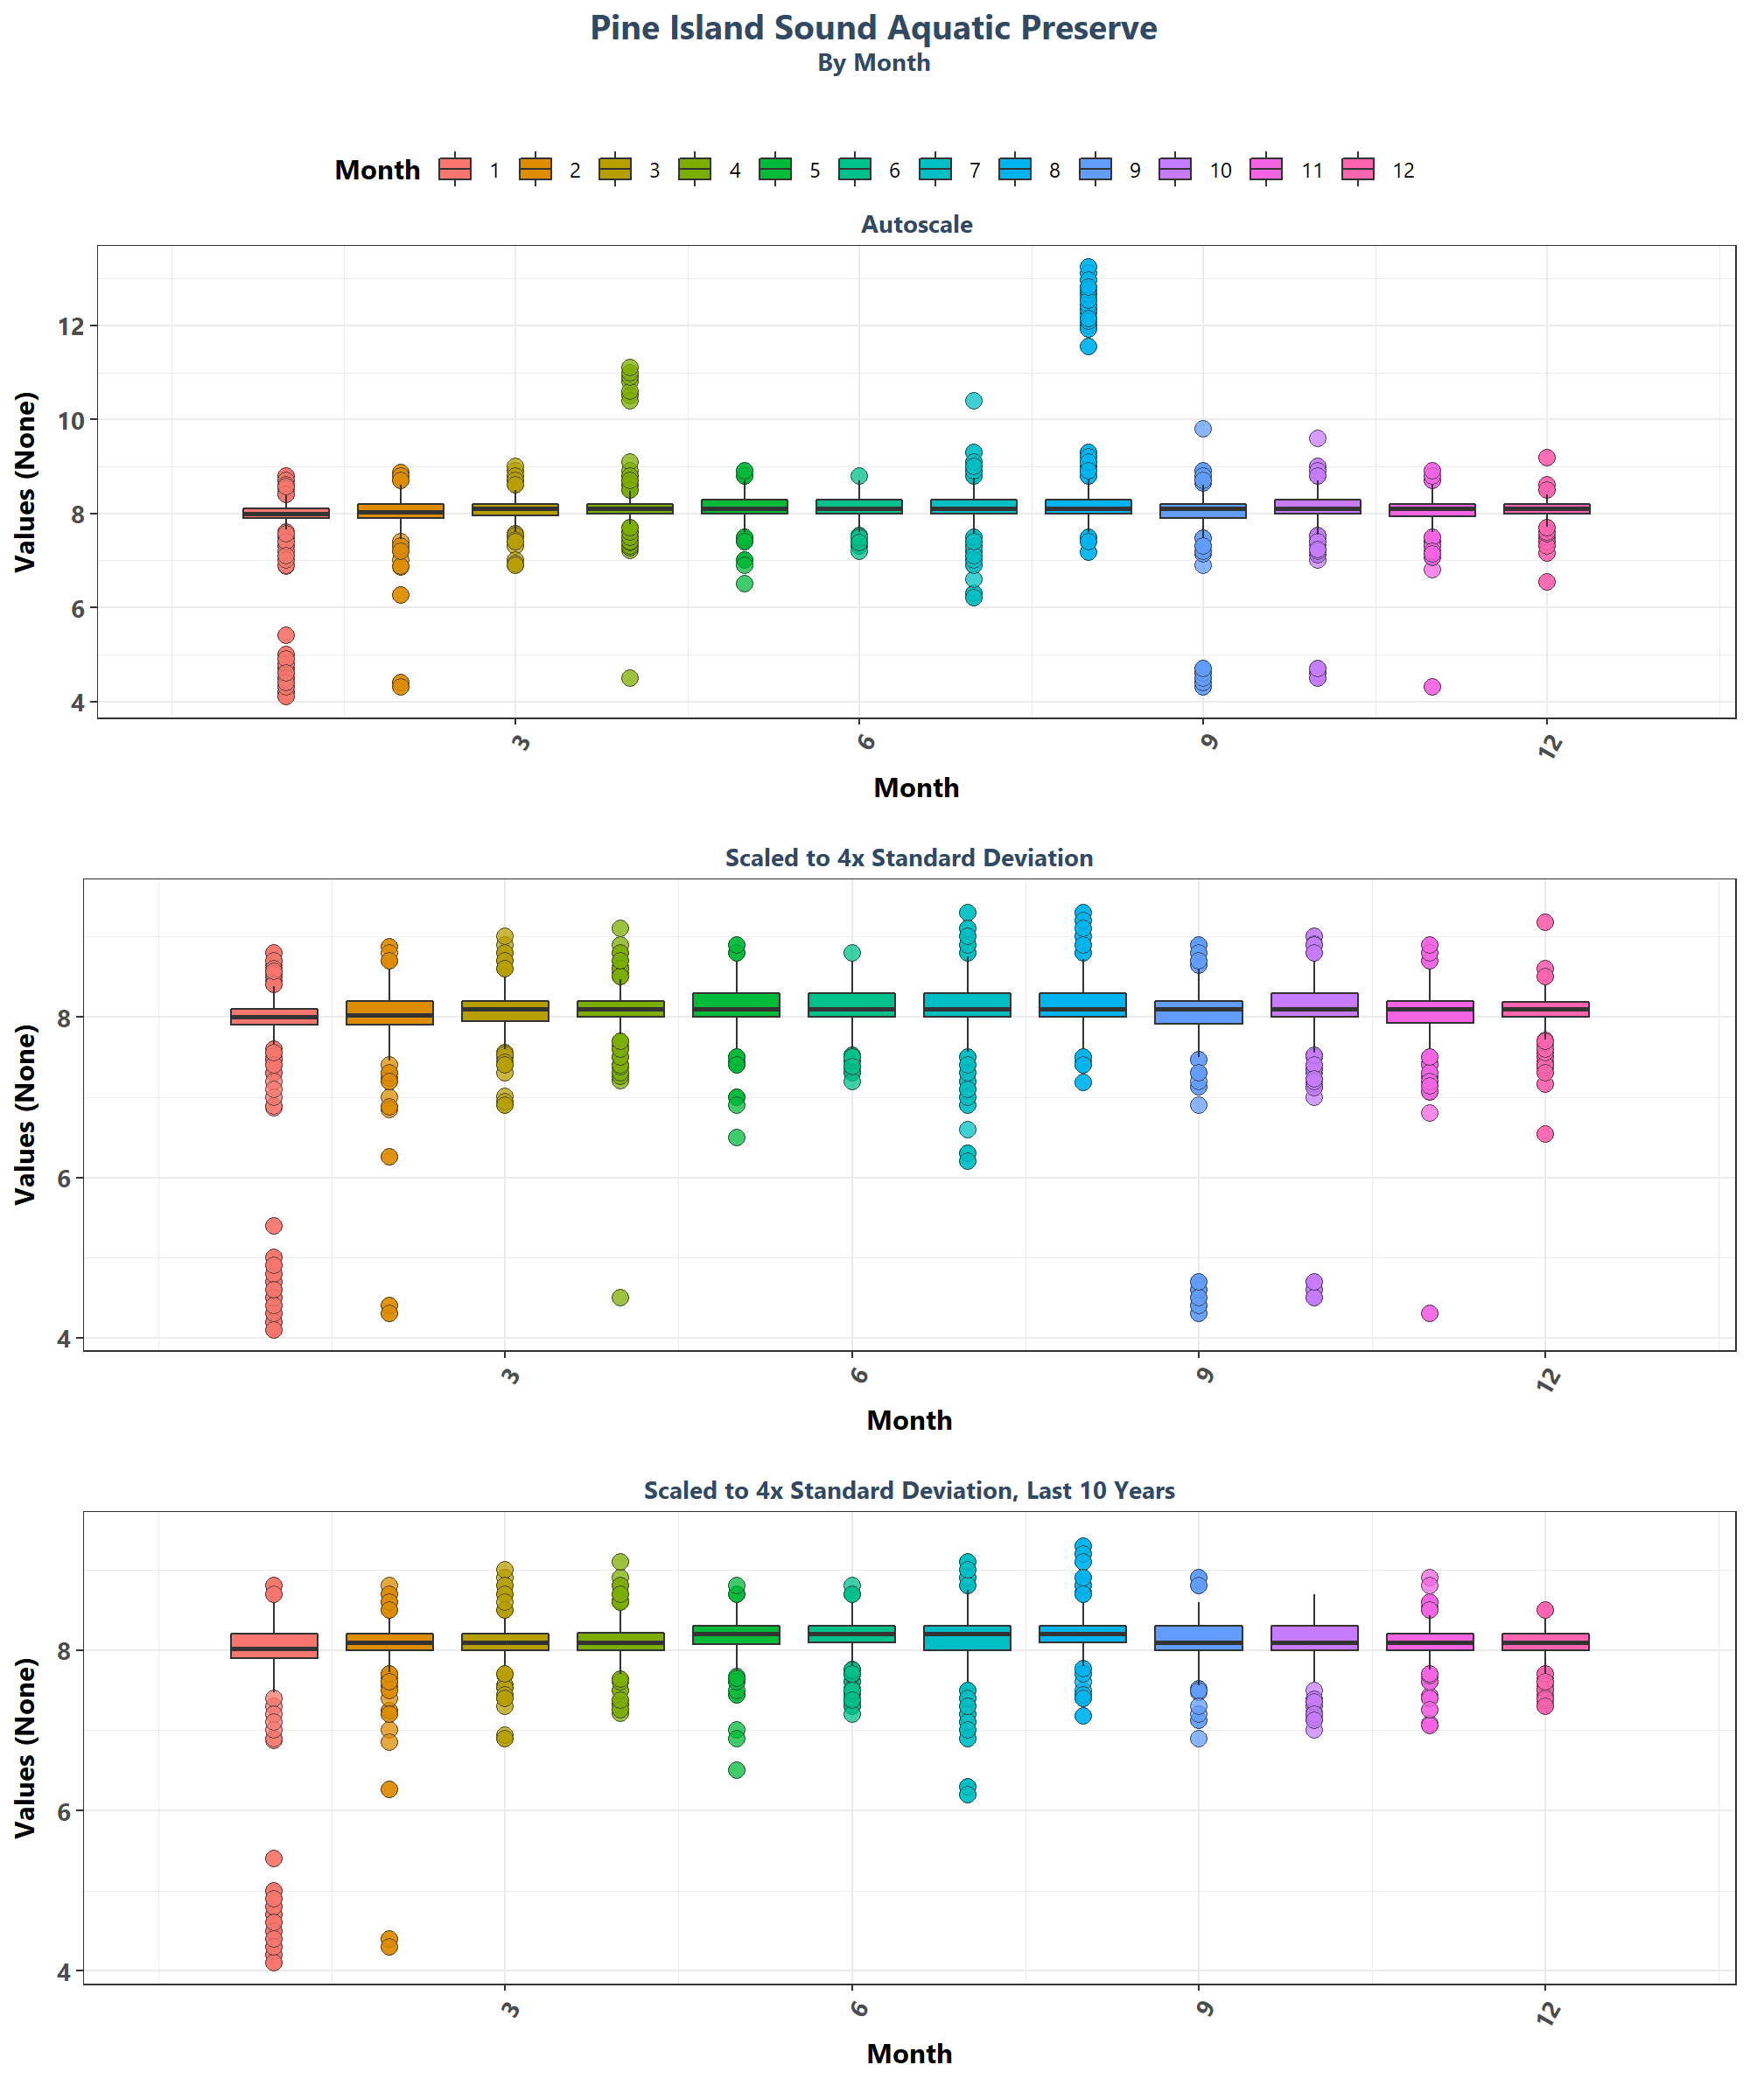 Pine Island Sound Aquatic Preserve
By Month
Month 1 2 3 4 5 6 7 8 9 10 11 12
Autoscale
Values (None)
12
10
8
6
4
3 6 9 12
Month
Scaled to 4x Standard Deviation
Values (None)
8
6
4
3 6 9 12
Month
Scaled to 4x Standard Deviation, Last 10 Years
Values (None)
8
6
4
3 6 9 12
Month